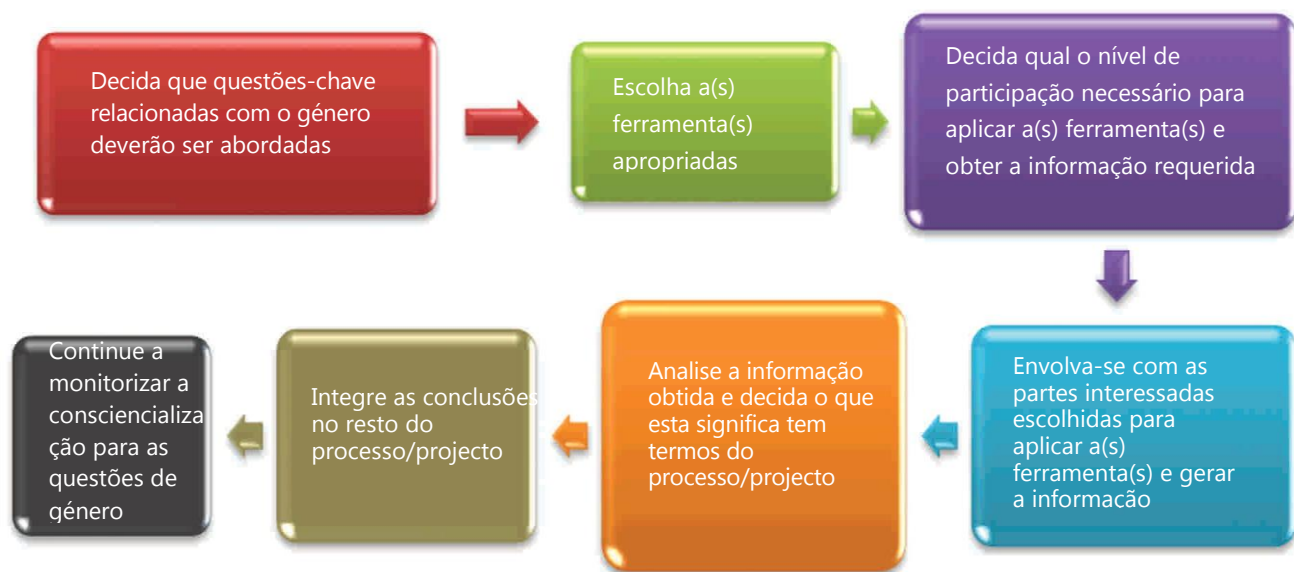 Decida que questões-chave
relacionadas com o género
deverão ser abordadas
Escolha a(s)
ferramenta(s)
apropriadas
Decida qual o nível de
participação necessário para
aplicar a(s) ferramenta(s) e
obter a informação requerida
Envolva-se com as
partes interessadas
escolhidas para
aplicar a(s)
ferramenta(s) e gerar
a informação
Analise a informação
obtida e decida o que
esta significa tem
termos do
processo/projecto
Integre as conclusões
no resto do
processo/projecto
Continue a
monitorizar a
consciencializa
ção para as
questões de
género